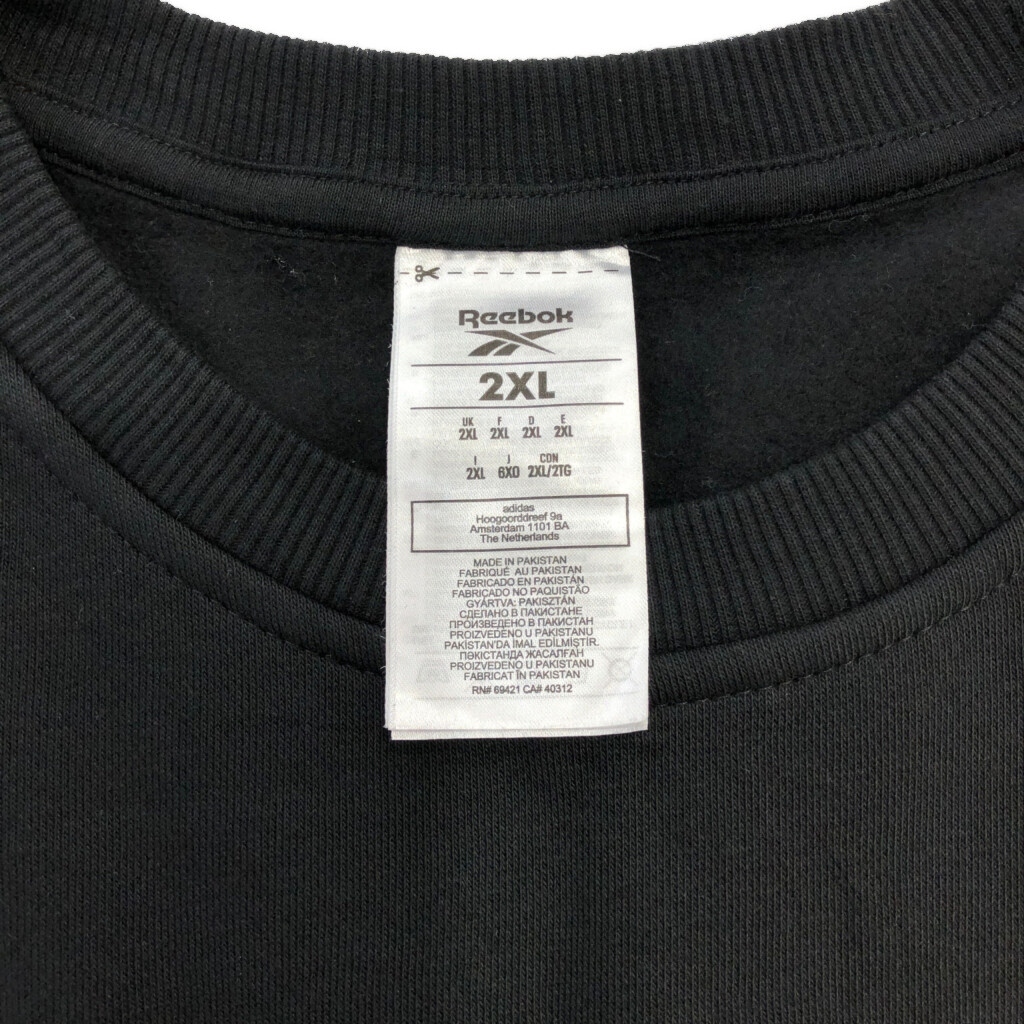 Reebok
2XL
UK F D E
2XL 2XL 2XL 2XL
I J CDN
2XL 6XO 2XL/2TG
adidas
Hoogoorddreef 9a
Amsterdam 1101 BA
The Netherlands
MADE IN PAKISTAN
FABRIQUÉ AU PAKISTAN
FABRICADO EN PAKISTÁN
FABRICADO NO PAQUISTÃO
GYÁRTVA: PAKISZTÁN
СДЕЛАНО В ПАКИСТАНЕ
ПРОИЗВЕДЕНО В ПАКИСТАН
PROIZVEDENO U PAKISTANU
PAKİSTAN'DA İMAL EDİLMİŞTİR.
ПӘКІСТАНДА ЖАСАЛҒАН
PROIZVEDENO U PAKISTANU
FABRICAT ÎN PAKISTAN
RN# 69421 CA# 40312